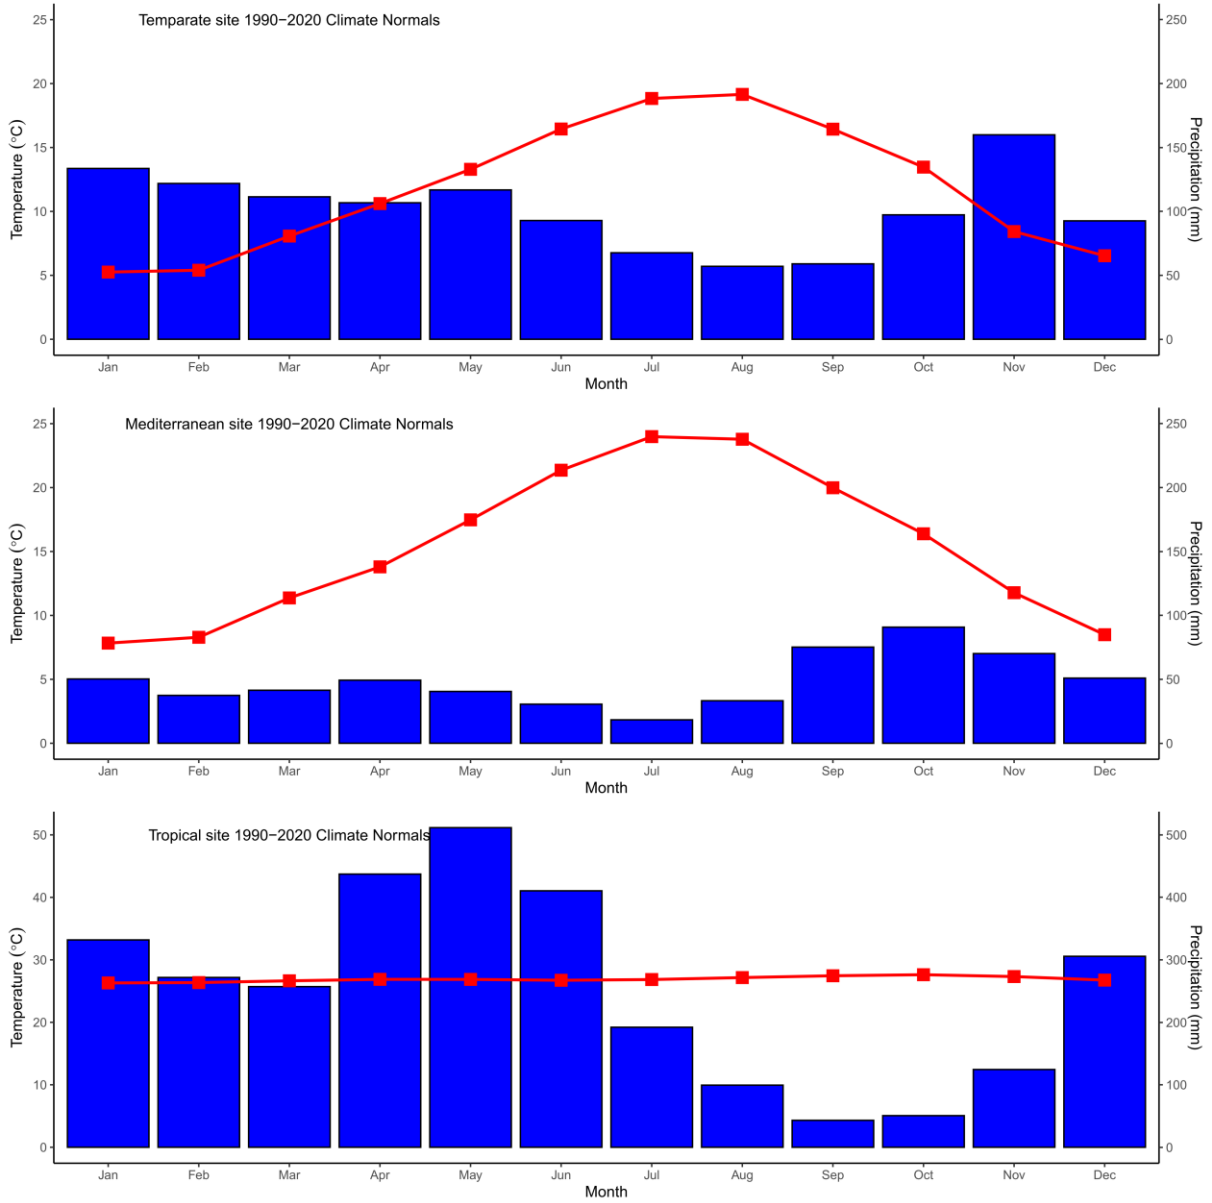 Temparate site 1990−2020 Climate Normals
Temperature (°C)
25
20
15
10
5
0
Precipitation (mm)
250
200
150
100
50
0
Jan Feb Mar Apr May Jun Jul Aug Sep Oct Nov Dec
Month
Mediterranean site 1990−2020 Climate Normals
Temperature (°C)
25
20
15
10
5
0
Precipitation (mm)
250
200
150
100
50
0
Jan Feb Mar Apr May Jun Jul Aug Sep Oct Nov Dec
Month
Tropical site 1990−2020 Climate Normals
Temperature (°C)
50
40
30
20
10
0
Precipitation (mm)
500
400
300
200
100
0
Jan Feb Mar Apr May Jun Jul Aug Sep Oct Nov Dec
Month